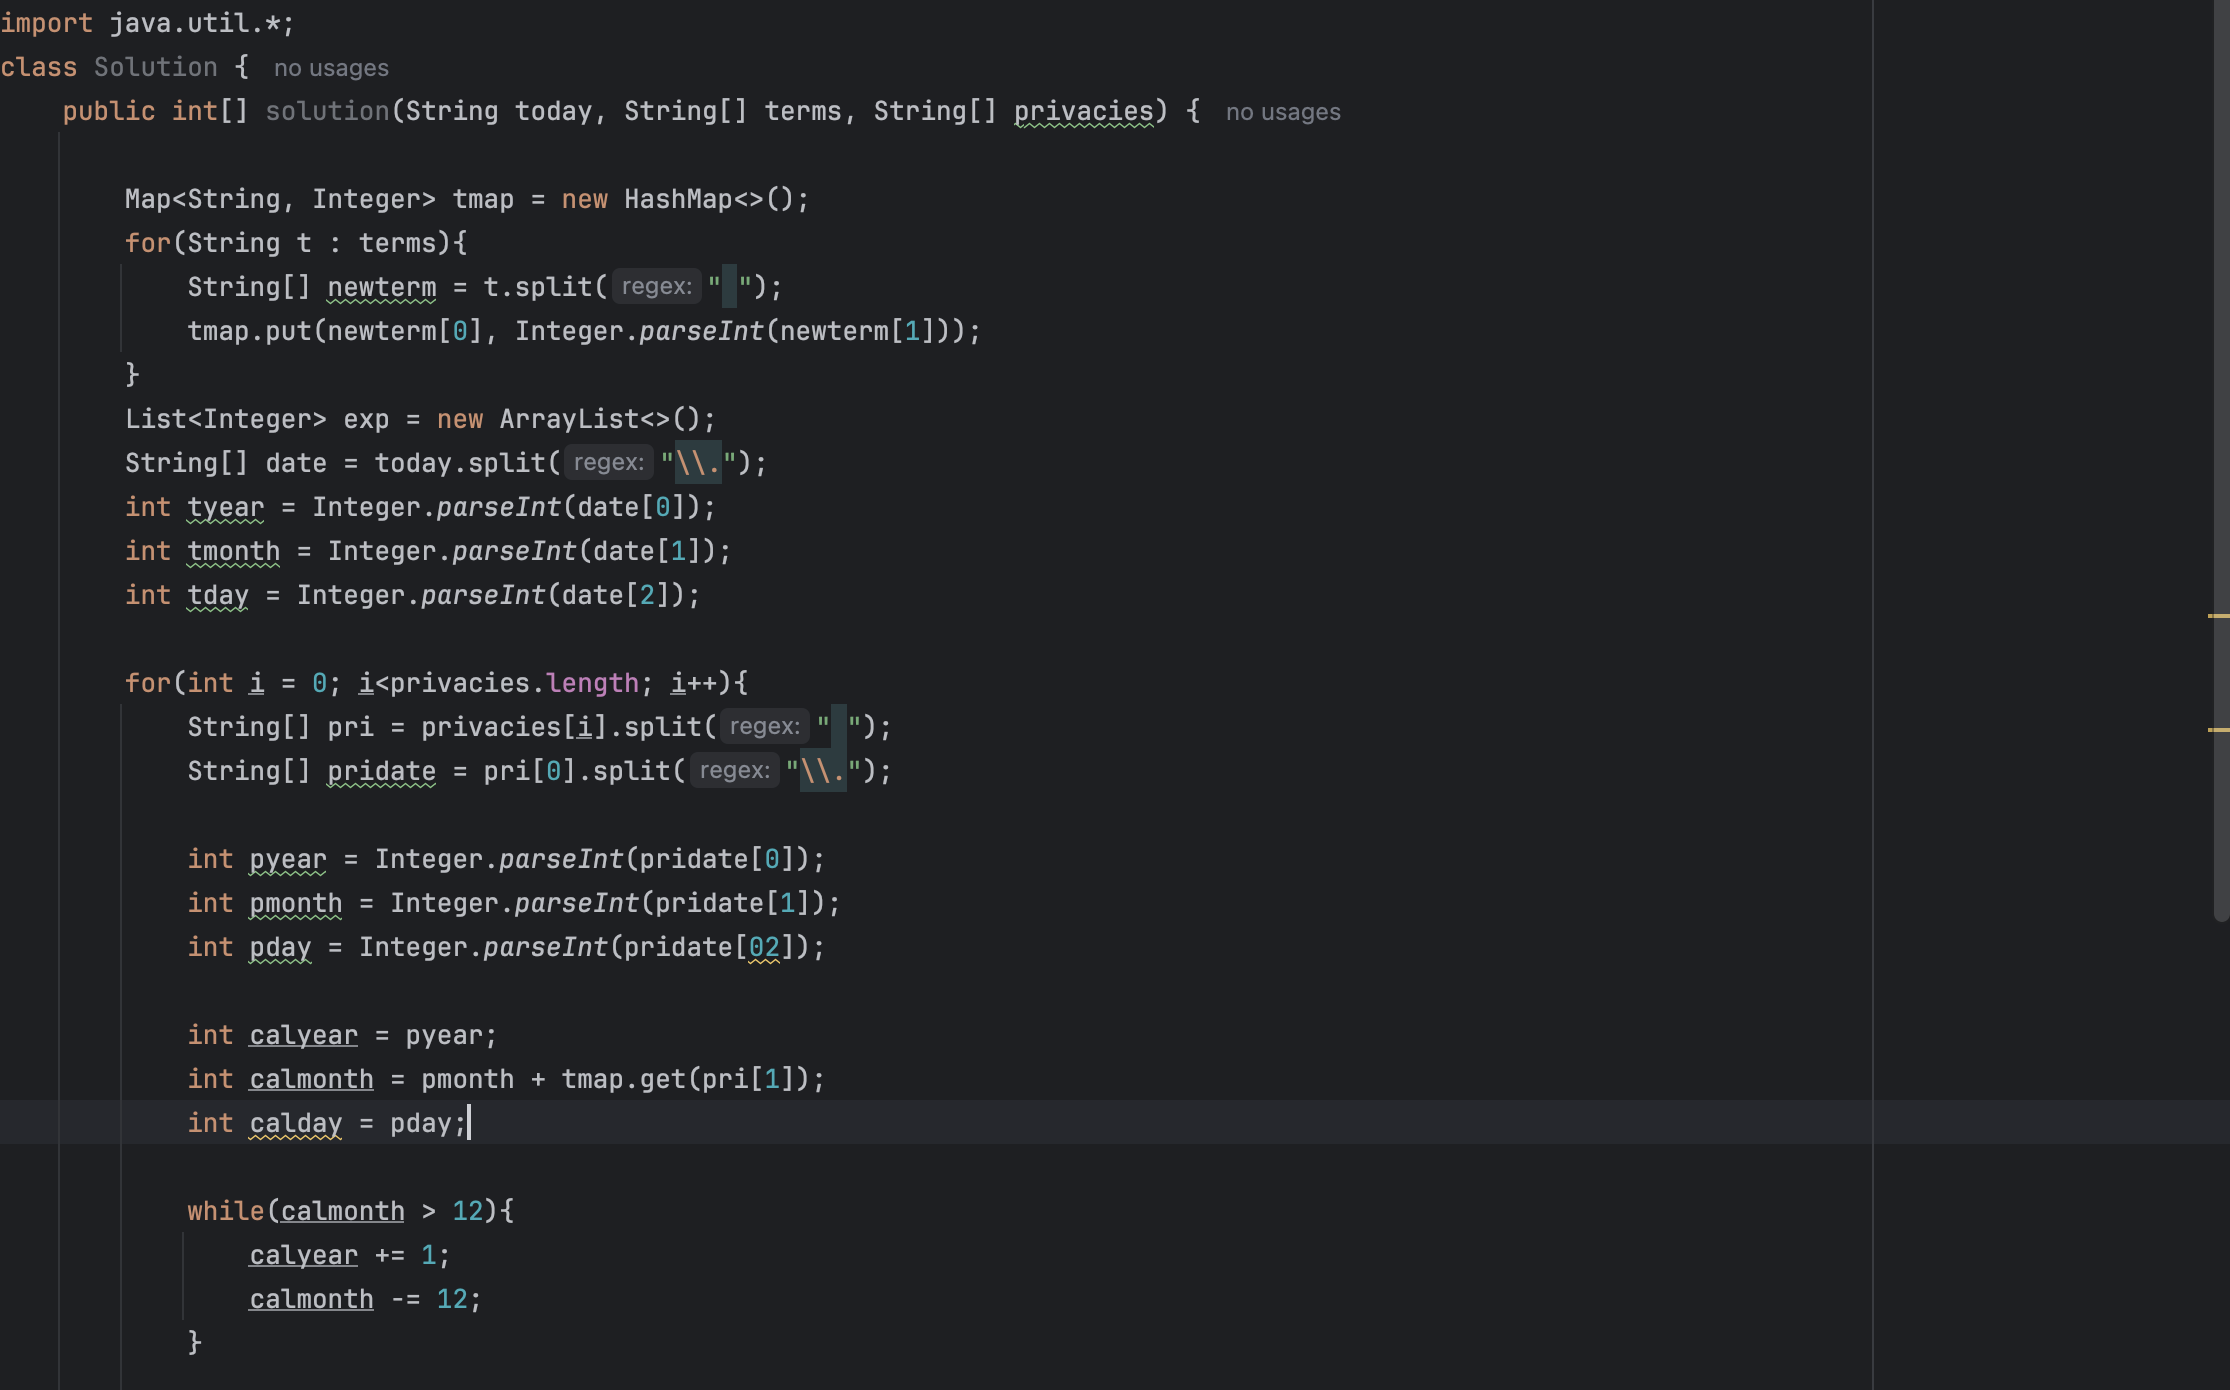 import java.util.*;
class Solution { no usages
    public int[] solution(String today, String[] terms, String[] privacies) { no usages
        Map<String, Integer> tmap = new HashMap<>();
        for(String t : terms){
            String[] newterm = t.split( regex: " ");
            tmap.put(newterm[0], Integer.parseInt(newterm[1]));
        }
        List<Integer> exp = new ArrayList<>();
        String[] date = today.split( regex: "\\.");
        int tyear = Integer.parseInt(date[0]);
        int tmonth = Integer.parseInt(date[1]);
        int tday = Integer.parseInt(date[2]);
        for(int i = 0; i<privacies.length; i++){
            String[] pri = privacies[i].split( regex: " ");
            String[] pridate = pri[0].split( regex: "\\.");
            int pyear = Integer.parseInt(pridate[0]);
            int pmonth = Integer.parseInt(pridate[1]);
            int pday = Integer.parseInt(pridate[02]);
            int calyear = pyear;
            int calmonth = pmonth + tmap.get(pri[1]);
            int calday = pday;
            while(calmonth > 12){
                calyear += 1;
                calmonth -= 12;
            }